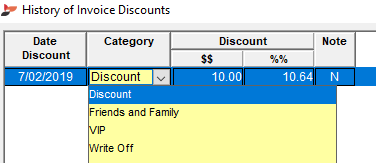 History of Invoice Discounts
Date Discount Category Discount Note
$$ %%
7/02/2019 Discount 10.00 10.64 N
Discount
Friends and Family
VIP
Write Off